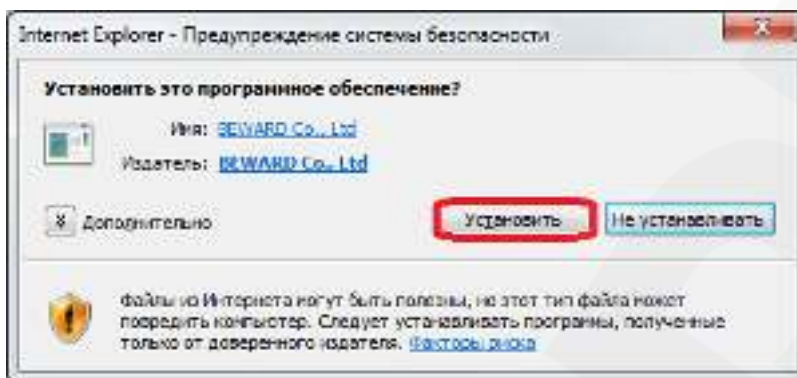 Internet Explorer - Предупреждение системы безопасности
Установить это программное обеспечение?
Имя: BEWARD Co., Ltd
Издатель: BEWARD Co., Ltd
Дополнительно
Установить
Не устанавливать
Файлы из Интернета могут быть полезны, но этот тип файла может
повредить компьютер. Следует устанавливать программы, полученные
только от доверенного издателя. Факторы риска